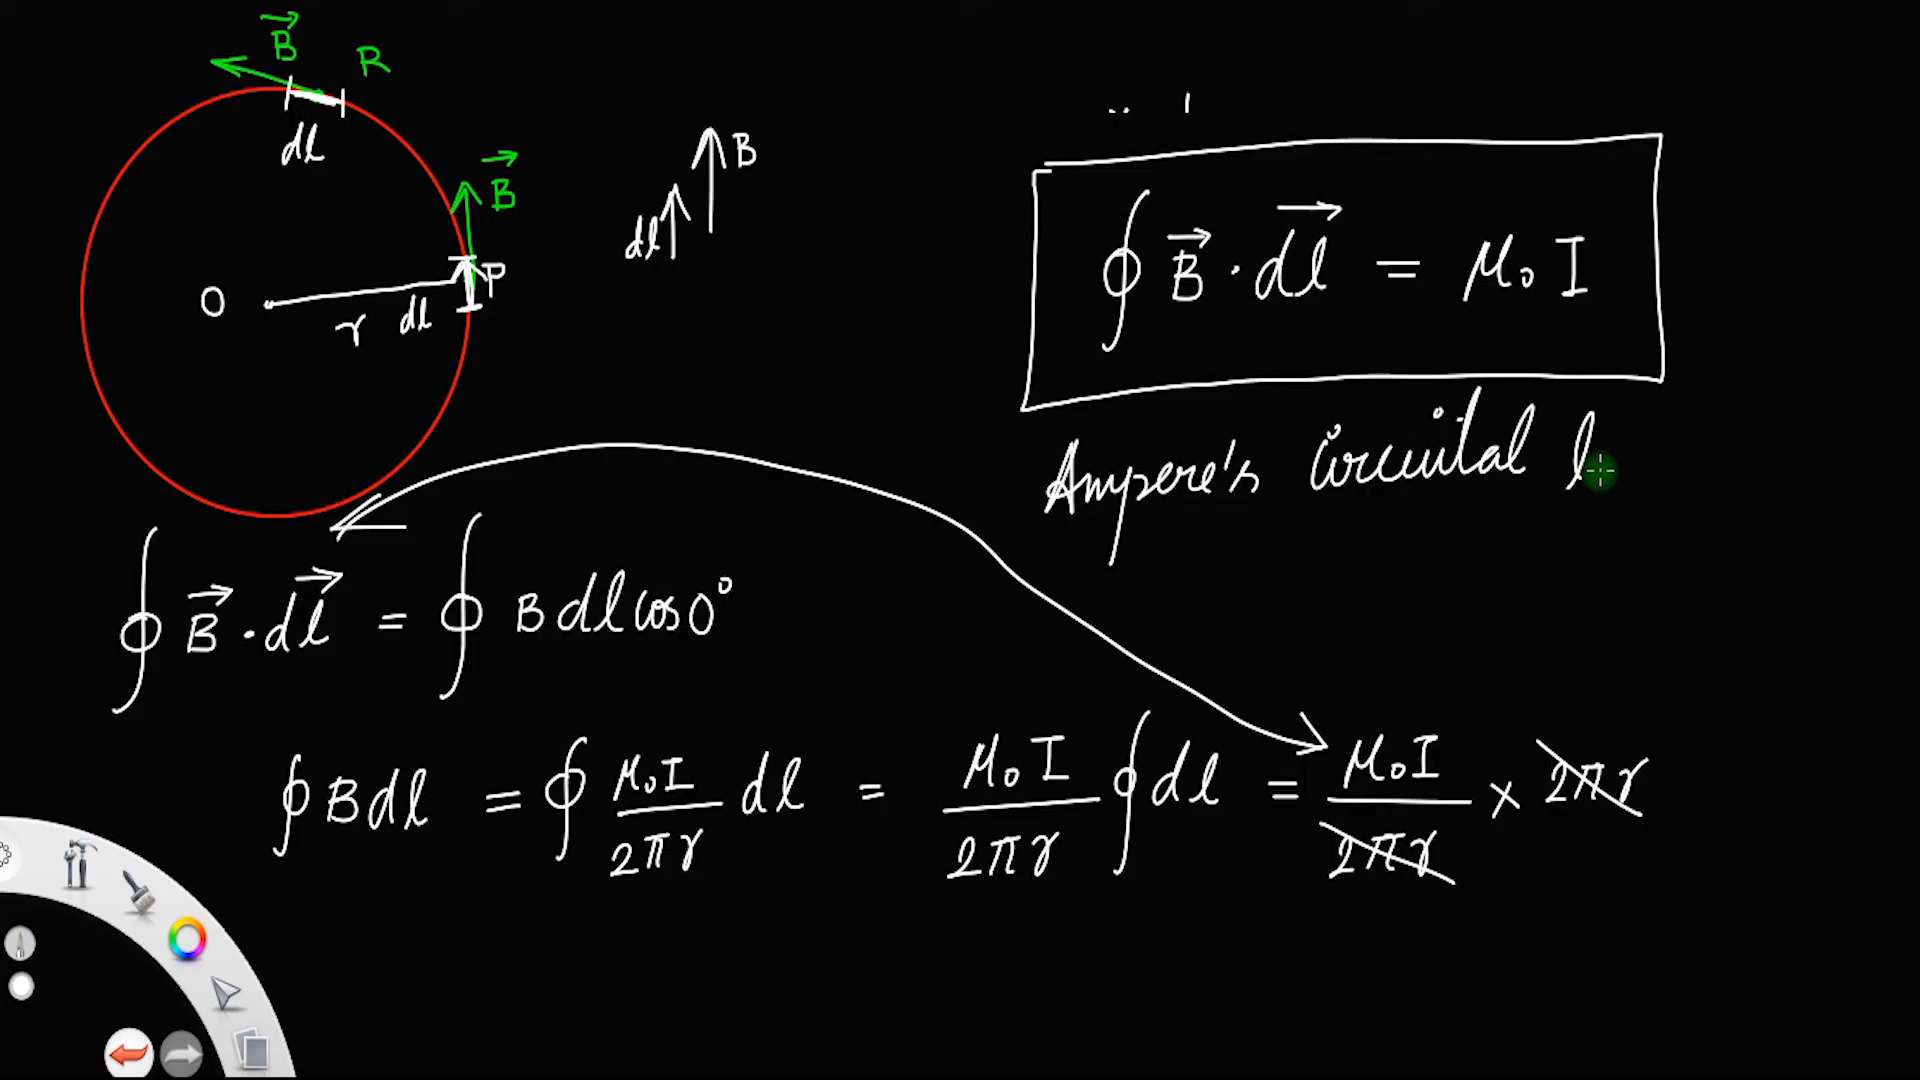 B⃗ R
dl
B⃗
B
dl
P
O
r dl
∮ B⃗ · dl⃗ = μ₀ I
Ampere's Circuital l
∮ B⃗ · dl⃗ = ∮ B dl cos 0°
∮ B dl = ∮ μ₀I/2πr dl = μ₀I/2πr ∮ dl = μ₀I/2πr × 2πr